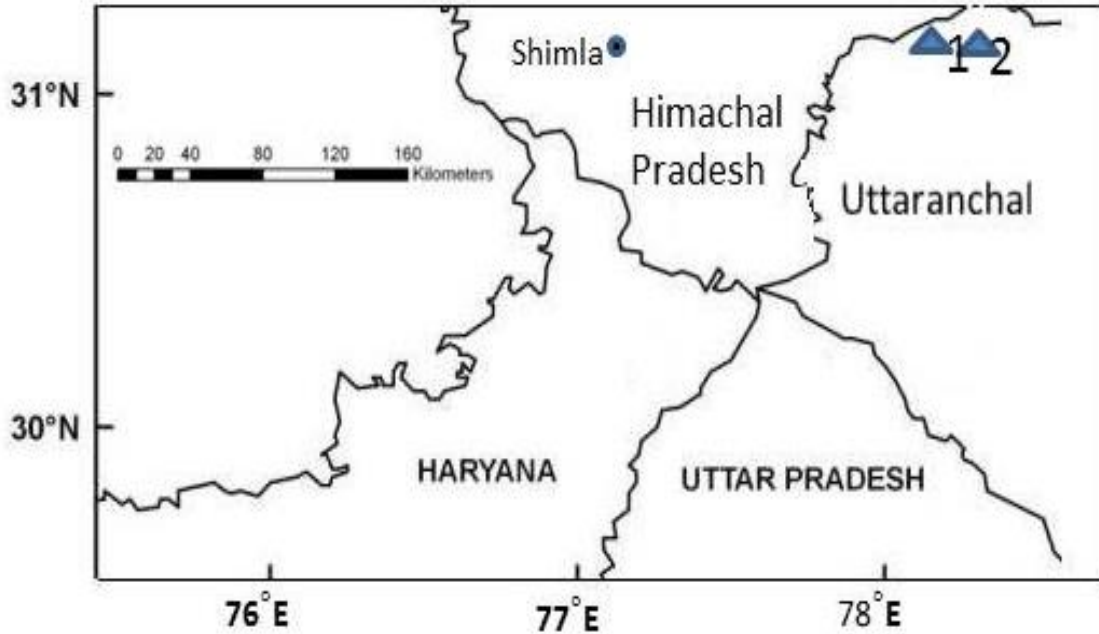 Shimla
1 2
31°N
Himachal
Pradesh
0 20 40 80 120 160
Kilometers
Uttaranchal
30°N
HARYANA
UTTAR PRADESH
76°E
77°E
78°E